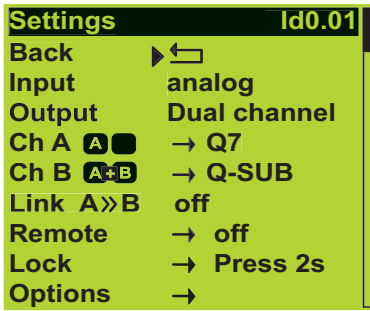 Settings Id0.01
Back
Input analog
Output Dual channel
Ch A A → Q7
Ch B A+B → Q-SUB
Link A»B off
Remote → off
Lock → Press 2s
Options →